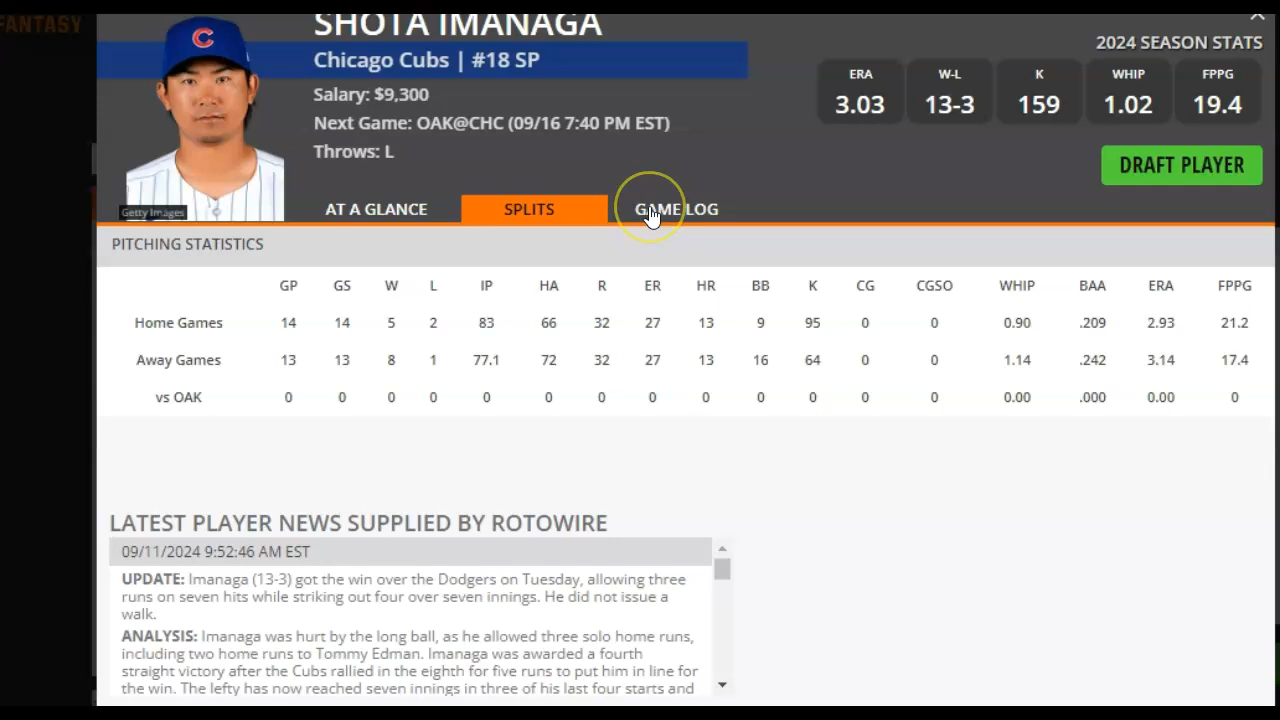 FANTASY
SHOTA IMANAGA
Chicago Cubs | #18 SP
Salary: $9,300
Next Game: OAK@CHC (09/16 7:40 PM EST)
Throws: L
Getty Images
2024 SEASON STATS
ERA W-L K WHIP FPPG
3.03 13-3 159 1.02 19.4
DRAFT PLAYER
AT A GLANCE SPLITS GAME LOG
PITCHING STATISTICS
GP GS W L IP HA R ER HR BB K CG CGSO WHIP BAA ERA FPPG
Home Games 14 14 5 2 83 66 32 27 13 9 95 0 0 0.90 .209 2.93 21.2
Away Games 13 13 8 1 77.1 72 32 27 13 16 64 0 0 1.14 .242 3.14 17.4
vs OAK 0 0 0 0 0 0 0 0 0 0 0 0 0 0.00 .000 0.00 0
LATEST PLAYER NEWS SUPPLIED BY ROTOWIRE
09/11/2024 9:52:46 AM EST
UPDATE: Imanaga (13-3) got the win over the Dodgers on Tuesday, allowing three
runs on seven hits while striking out four over seven innings. He did not issue a
walk.
ANALYSIS: Imanaga was hurt by the long ball, as he allowed three solo home runs,
including two home runs to Tommy Edman. Imanaga was awarded a fourth
straight victory after the Cubs rallied in the eighth for five runs to put him in line for
the win. The lefty has now reached seven innings in three of his last four starts and